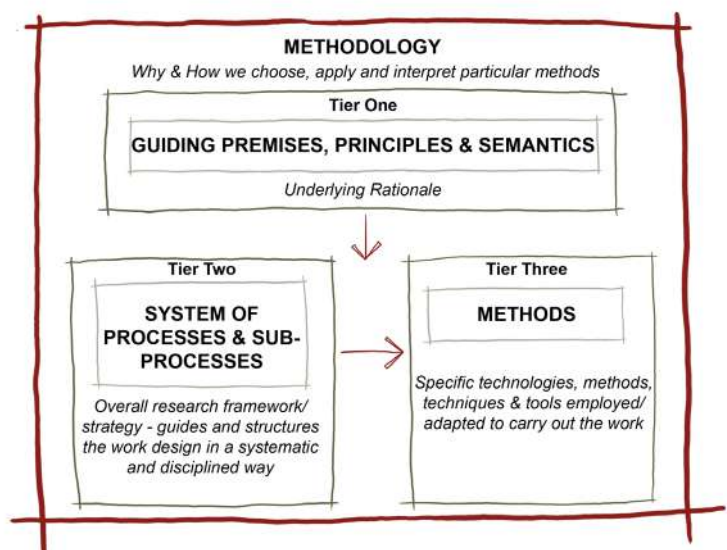 METHODOLOGY
Why & How we choose, apply and interpret particular methods
Tier One
GUIDING PREMISES, PRINCIPLES & SEMANTICS
Underlying Rationale
Tier Two
SYSTEM OF
PROCESSES & SUB-
PROCESSES
Overall research framework/
strategy - guides and structures
the work design in a systematic
and disciplined way
Tier Three
METHODS
Specific technologies, methods,
techniques & tools employed/
adapted to carry out the work